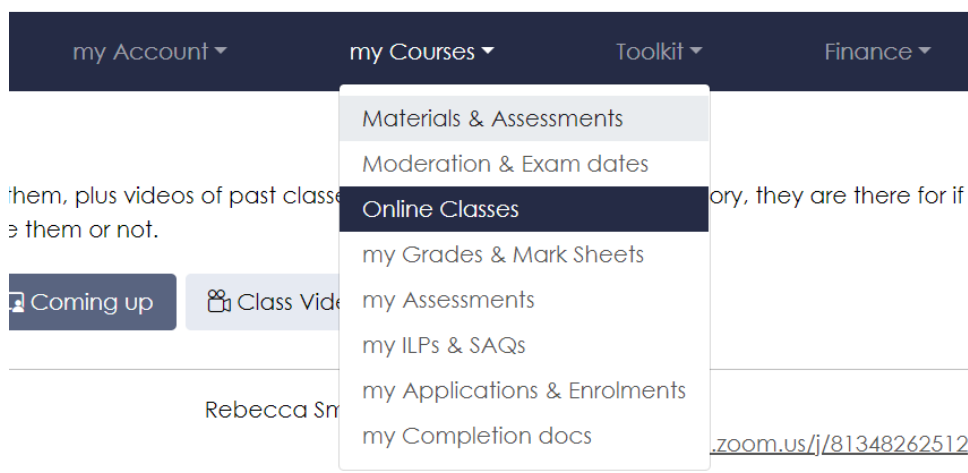 my Account my Courses Toolkit Finance
Materials & Assessments
Moderation & Exam dates
them, plus videos of past classe ory, they are there for if
Online Classes
e them or not.
my Grades & Mark Sheets
my Assessments
Coming up Class Vide
my ILPs & SAQs
my Applications & Enrolments
Rebecca Sm
my Completion docs
.zoom.us/j/81348262512